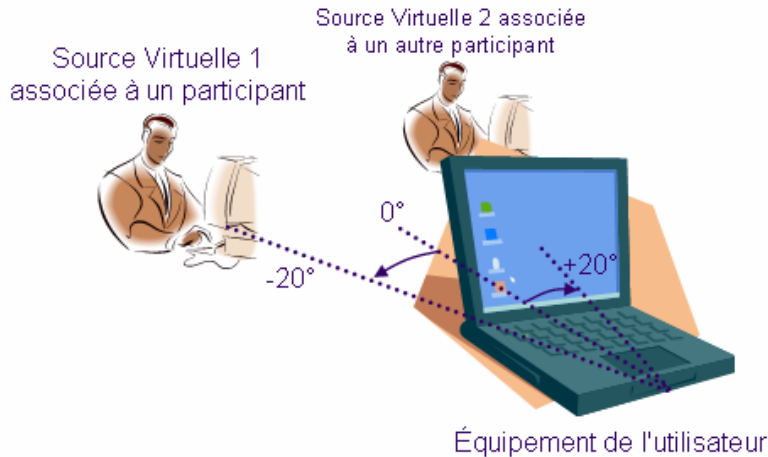 Source Virtuelle 2 associée
à un autre participant
Source Virtuelle 1
associée à un participant
0°
+20°
-20°
Équipement de l'utilisateur